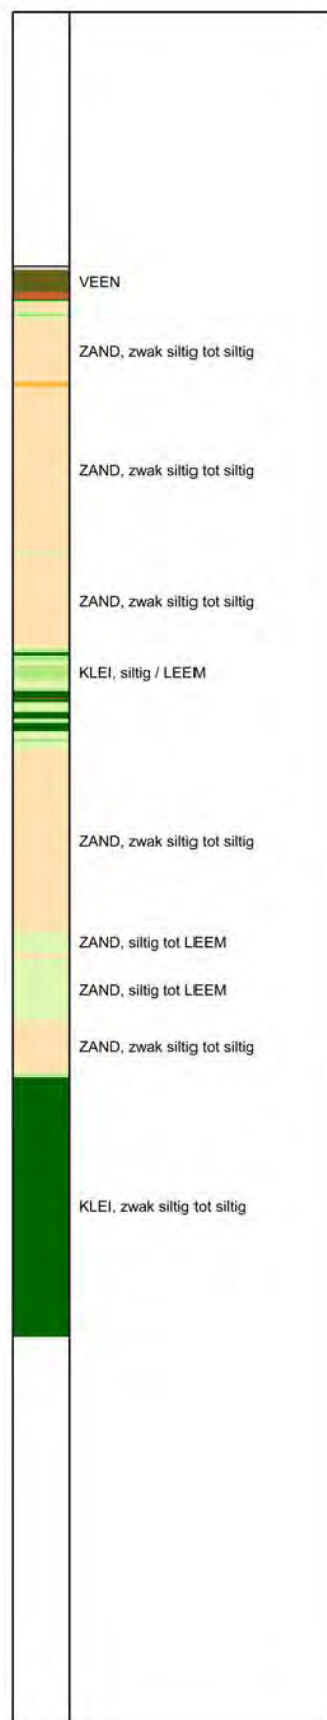 VEEN
ZAND, zwak siltig tot siltig
ZAND, zwak siltig tot siltig
ZAND, zwak siltig tot siltig
KLEI, siltig / LEEM
ZAND, zwak siltig tot siltig
ZAND, siltig tot LEEM
ZAND, siltig tot LEEM
ZAND, zwak siltig tot siltig
KLEI, zwak siltig tot siltig